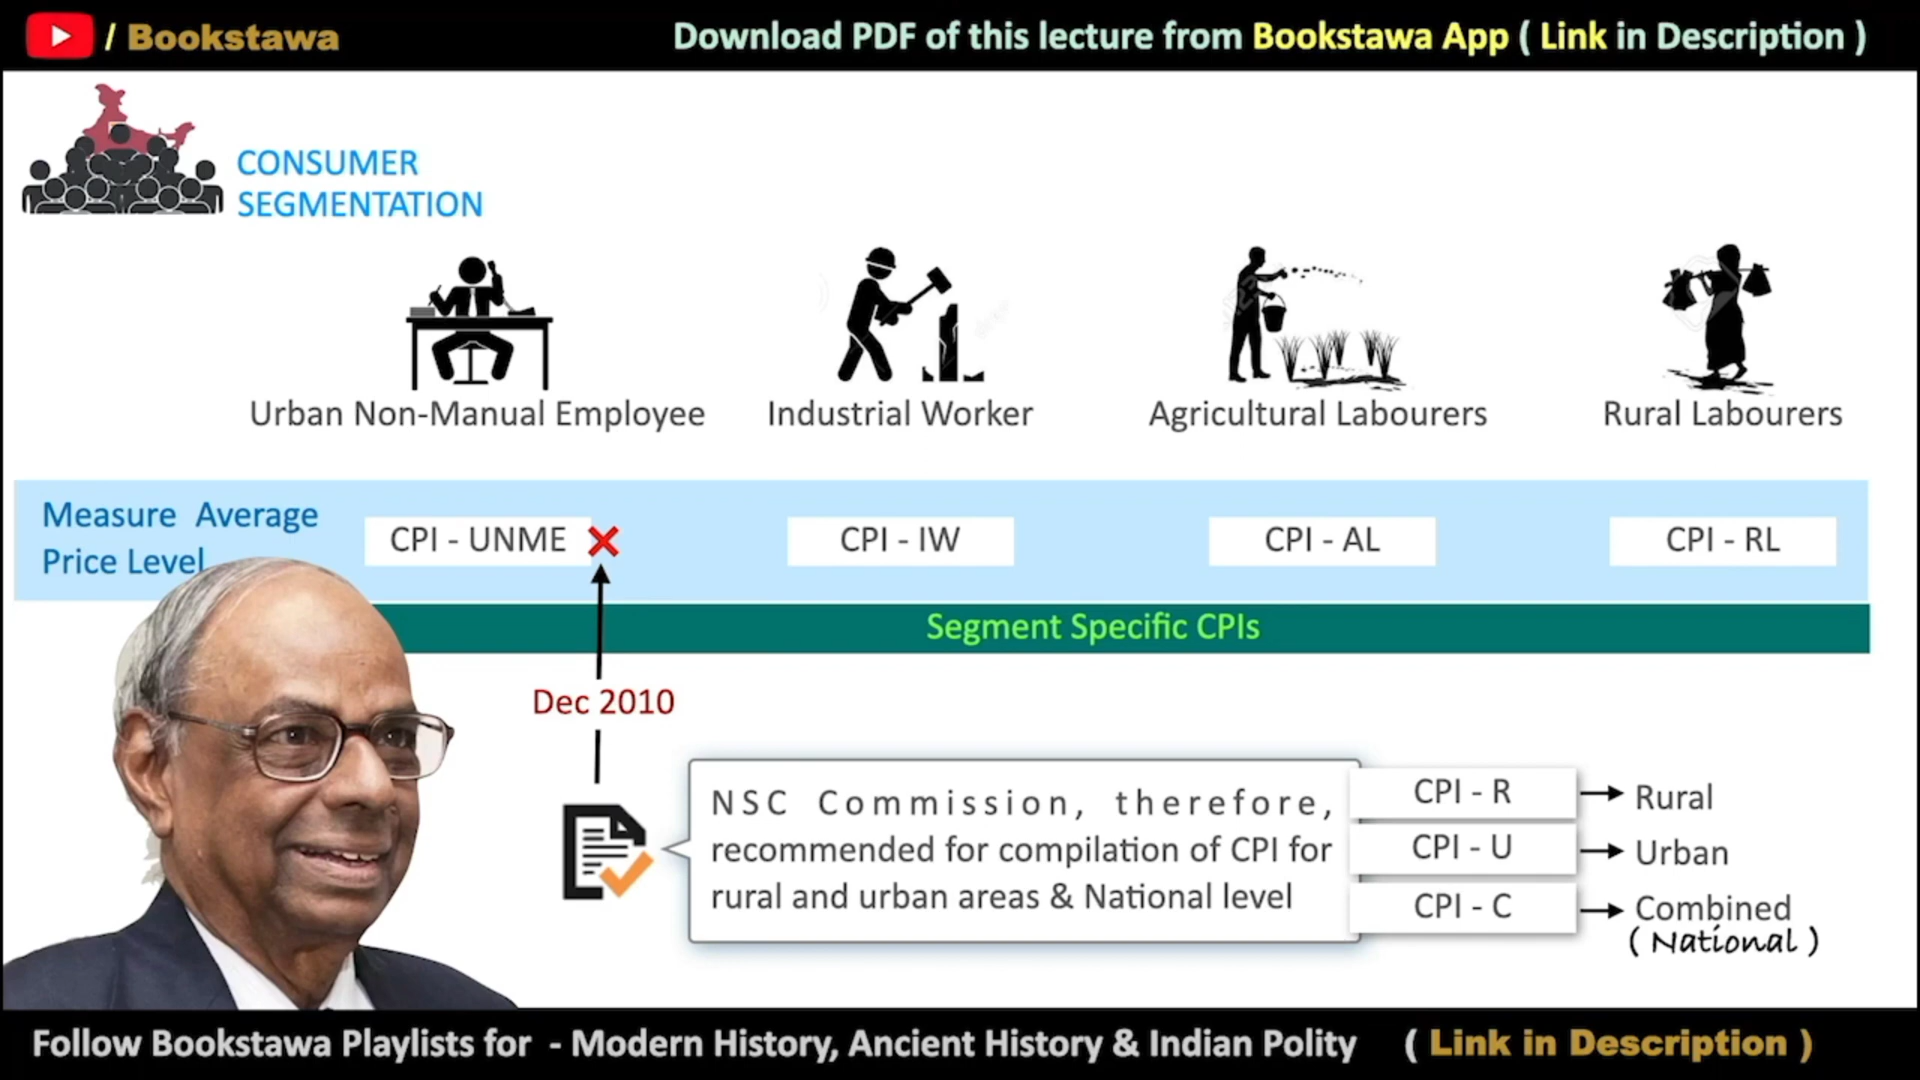 / Bookstawa
Download PDF of this lecture from Bookstawa App ( Link in Description )
CONSUMER
SEGMENTATION
Urban Non-Manual Employee
Industrial Worker
Agricultural Labourers
Rural Labourers
Measure Average
Price Level
CPI - UNME
CPI - IW
CPI - AL
CPI - RL
Segment Specific CPIs
Dec 2010
NSC Commission, therefore,
recommended for compilation of CPI for
rural and urban areas & National level
CPI - R
Rural
CPI - U
Urban
CPI - C
Combined
( National )
Follow Bookstawa Playlists for - Modern History, Ancient History & Indian Polity ( Link in Description )